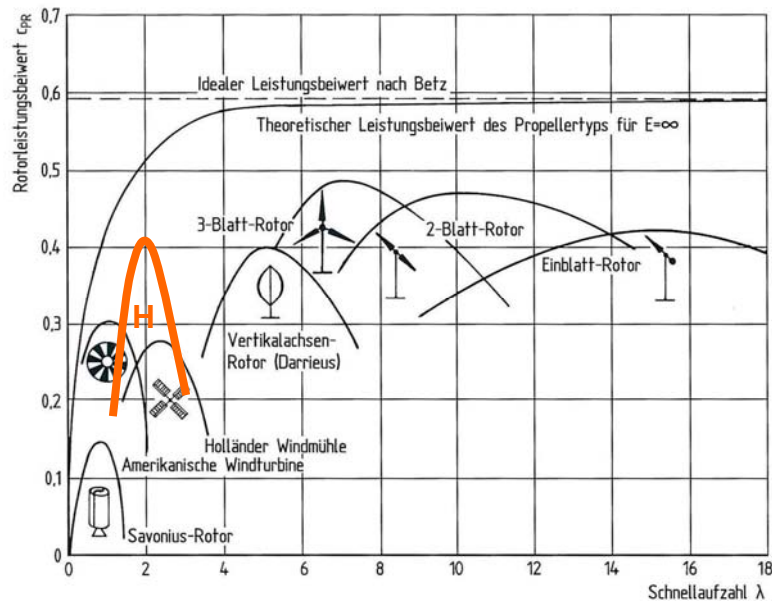 Rotorleistungsbeiwert cPR
0,7
0,6
0,5
0,4
0,3
0,2
0,1
0
Idealer Leistungsbeiwert nach Betz
Theoretischer Leistungsbeiwert des Propellertyps für E=∞
3-Blatt-Rotor
2-Blatt-Rotor
Einblatt-Rotor
H
Vertikalachsen-
Rotor (Darrieus)
Holländer Windmühle
Amerikanische Windturbine
Savonius-Rotor
0 2 4 6 8 10 12 14 16 18
Schnellaufzahl λ